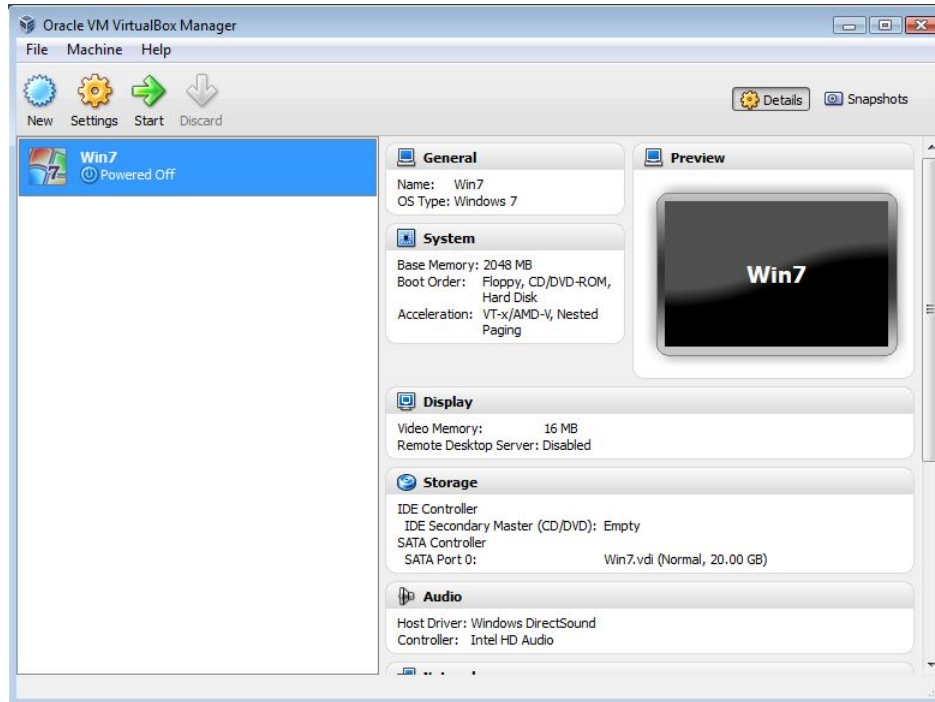 Oracle VM VirtualBox Manager
File Machine Help
New Settings Start Discard
Details Snapshots
Win7
Powered Off
General
Name: Win7
OS Type: Windows 7
System
Base Memory: 2048 MB
Boot Order: Floppy, CD/DVD-ROM,
Hard Disk
Acceleration: VT-x/AMD-V, Nested
Paging
Preview
Win7
Display
Video Memory: 16 MB
Remote Desktop Server: Disabled
Storage
IDE Controller
IDE Secondary Master (CD/DVD): Empty
SATA Controller
SATA Port 0: Win7.vdi (Normal, 20.00 GB)
Audio
Host Driver: Windows DirectSound
Controller: Intel HD Audio